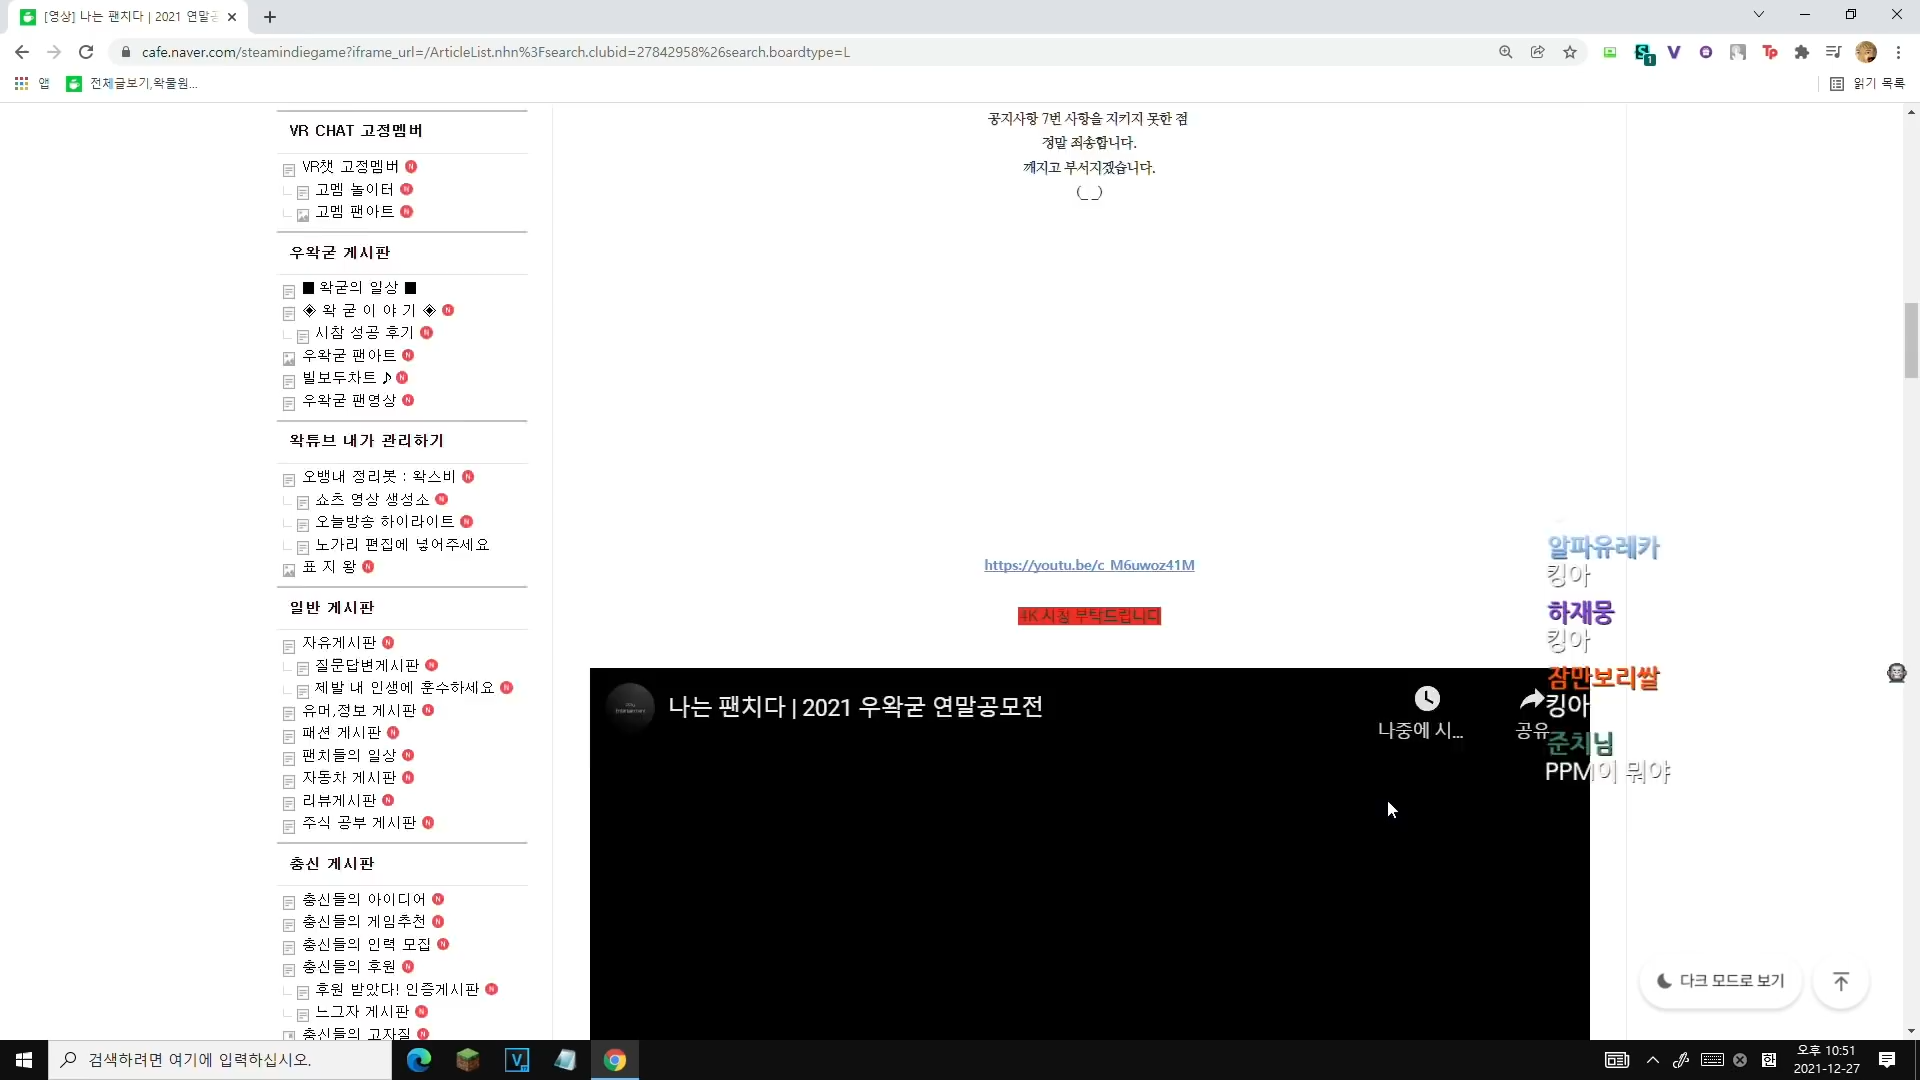 [영상] 나는 팬치다 | 2021 연말공
cafe.naver.com/steamindiegame?iframe_url=/ArticleList.nhn%3Fsearch.clubid=27842958%26search.boardtype=L
앱
전체글보기,왁물원...
읽기 목록
VR CHAT 고정멤버
VR챗 고정멤버
고멤 놀이터
고멤 팬아트
우왁굳 게시판
■ 왁굳의 일상 ■
◈ 왁 굳 이 야 기 ◈
시참 성공 후기
우왁굳 팬아트
빌보두차트 ♪
우왁굳 팬영상
왁튜브 내가 관리하기
오뱅내 정리봇 : 왁스비
쇼츠 영상 생성소
오늘방송 하이라이트
노가리 편집에 넣어주세요
표 지 왕
일반 게시판
자유게시판
질문답변게시판
제발 내 인생에 훈수하세요
유머,정보 게시판
패션 게시판
팬치들의 일상
자동차 게시판
리뷰게시판
주식 공부 게시판
충신 게시판
충신들의 아이디어
충신들의 게임추천
충신들의 인력 모집
충신들의 후원
후원 받았다! 인증게시판
느그자 게시판
충신들의 고자질
공지사항 7번 사항을 지키지 못한 점
정말 죄송합니다.
깨지고 부서지겠습니다.
(_ _)
https://youtu.be/c_M6uwoz41M
4K 시청 부탁드립니다
나는 팬치다 | 2021 우왁굳 연말공모전
나중에 시...
공유
알파유레카
킹아
하재뭉
킹아
잠만보리쌀
킹아
준치님
PPM이 뭐야
다크 모드로 보기
검색하려면 여기에 입력하십시오.
한
오후 10:51
2021-12-27